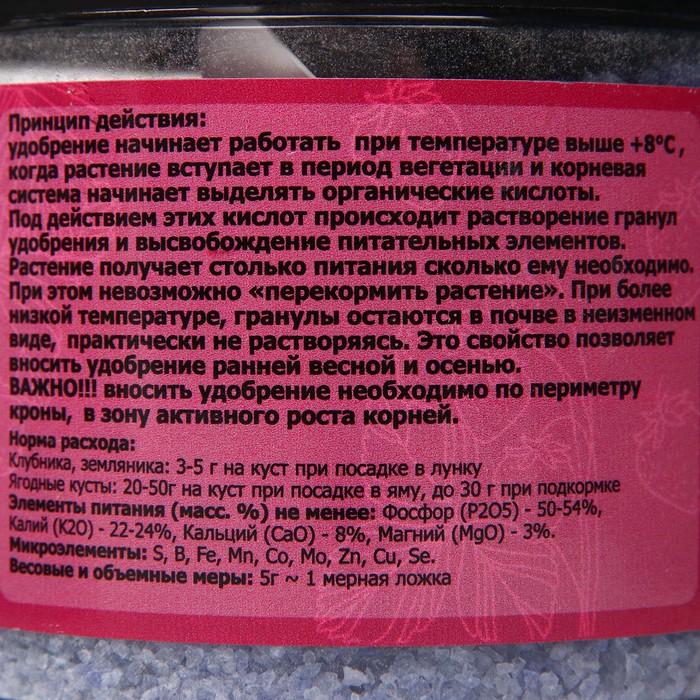 Принцип действия:
удобрение начинает работать при температуре выше +8°С,
когда растение вступает в период вегетации и корневая
система начинает выделять органические кислоты.
Под действием этих кислот происходит растворение гранул
удобрения и высвобождение питательных элементов.
Растение получает столько питания сколько ему необходимо.
При этом невозможно «перекормить растение». При более
низкой температуре, гранулы остаются в почве в неизменном
виде, практически не растворяясь. Это свойство позволяет
вносить удобрение ранней весной и осенью.
ВАЖНО!!! вносить удобрение необходимо по периметру
кроны, в зону активного роста корней.
Норма расхода:
Клубника, земляника: 3-5 г на куст при посадке в лунку
Ягодные кусты: 20-50г на куст при посадке в яму, до 30 г при подкормке
Элементы питания (масс. %) не менее: Фосфор (P2O5) - 50-54%,
Калий (K2O) - 22-24%, Кальций (CaO) - 8%, Магний (MgO) - 3%.
Микроэлементы: S, B, Fe, Mn, Co, Mo, Zn, Cu, Se.
Весовые и объемные меры: 5г ~ 1 мерная ложка